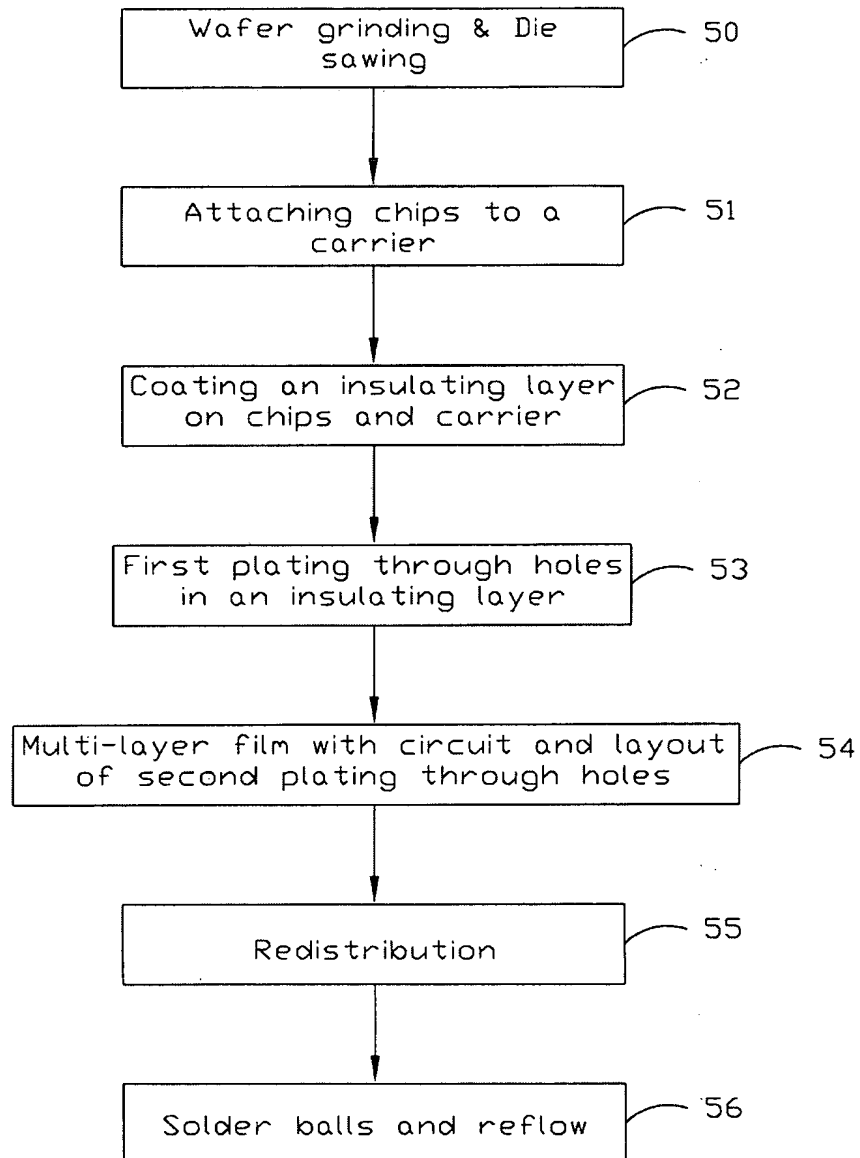 Wafer grinding & Die
sawing
50
Attaching chips to a
carrier
51
Coating an insulating layer
on chips and carrier
52
First plating through holes
in an insulating layer
53
Multi-layer film with circuit and layout
of second plating through holes
54
Redistribution
55
Solder balls and reflow
56